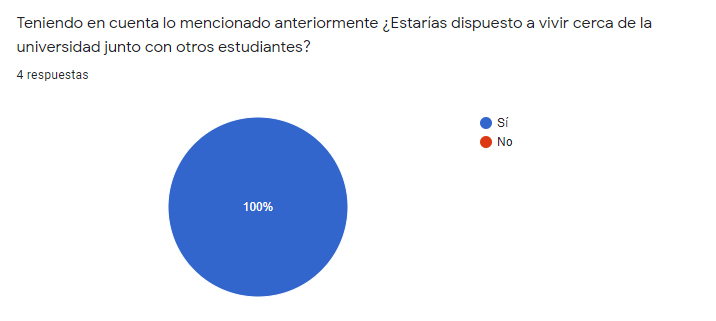 Teniendo en cuenta lo mencionado anteriormente ¿Estarías dispuesto a vivir cerca de la
universidad junto con otros estudiantes?
4 respuestas
Sí
No
100%